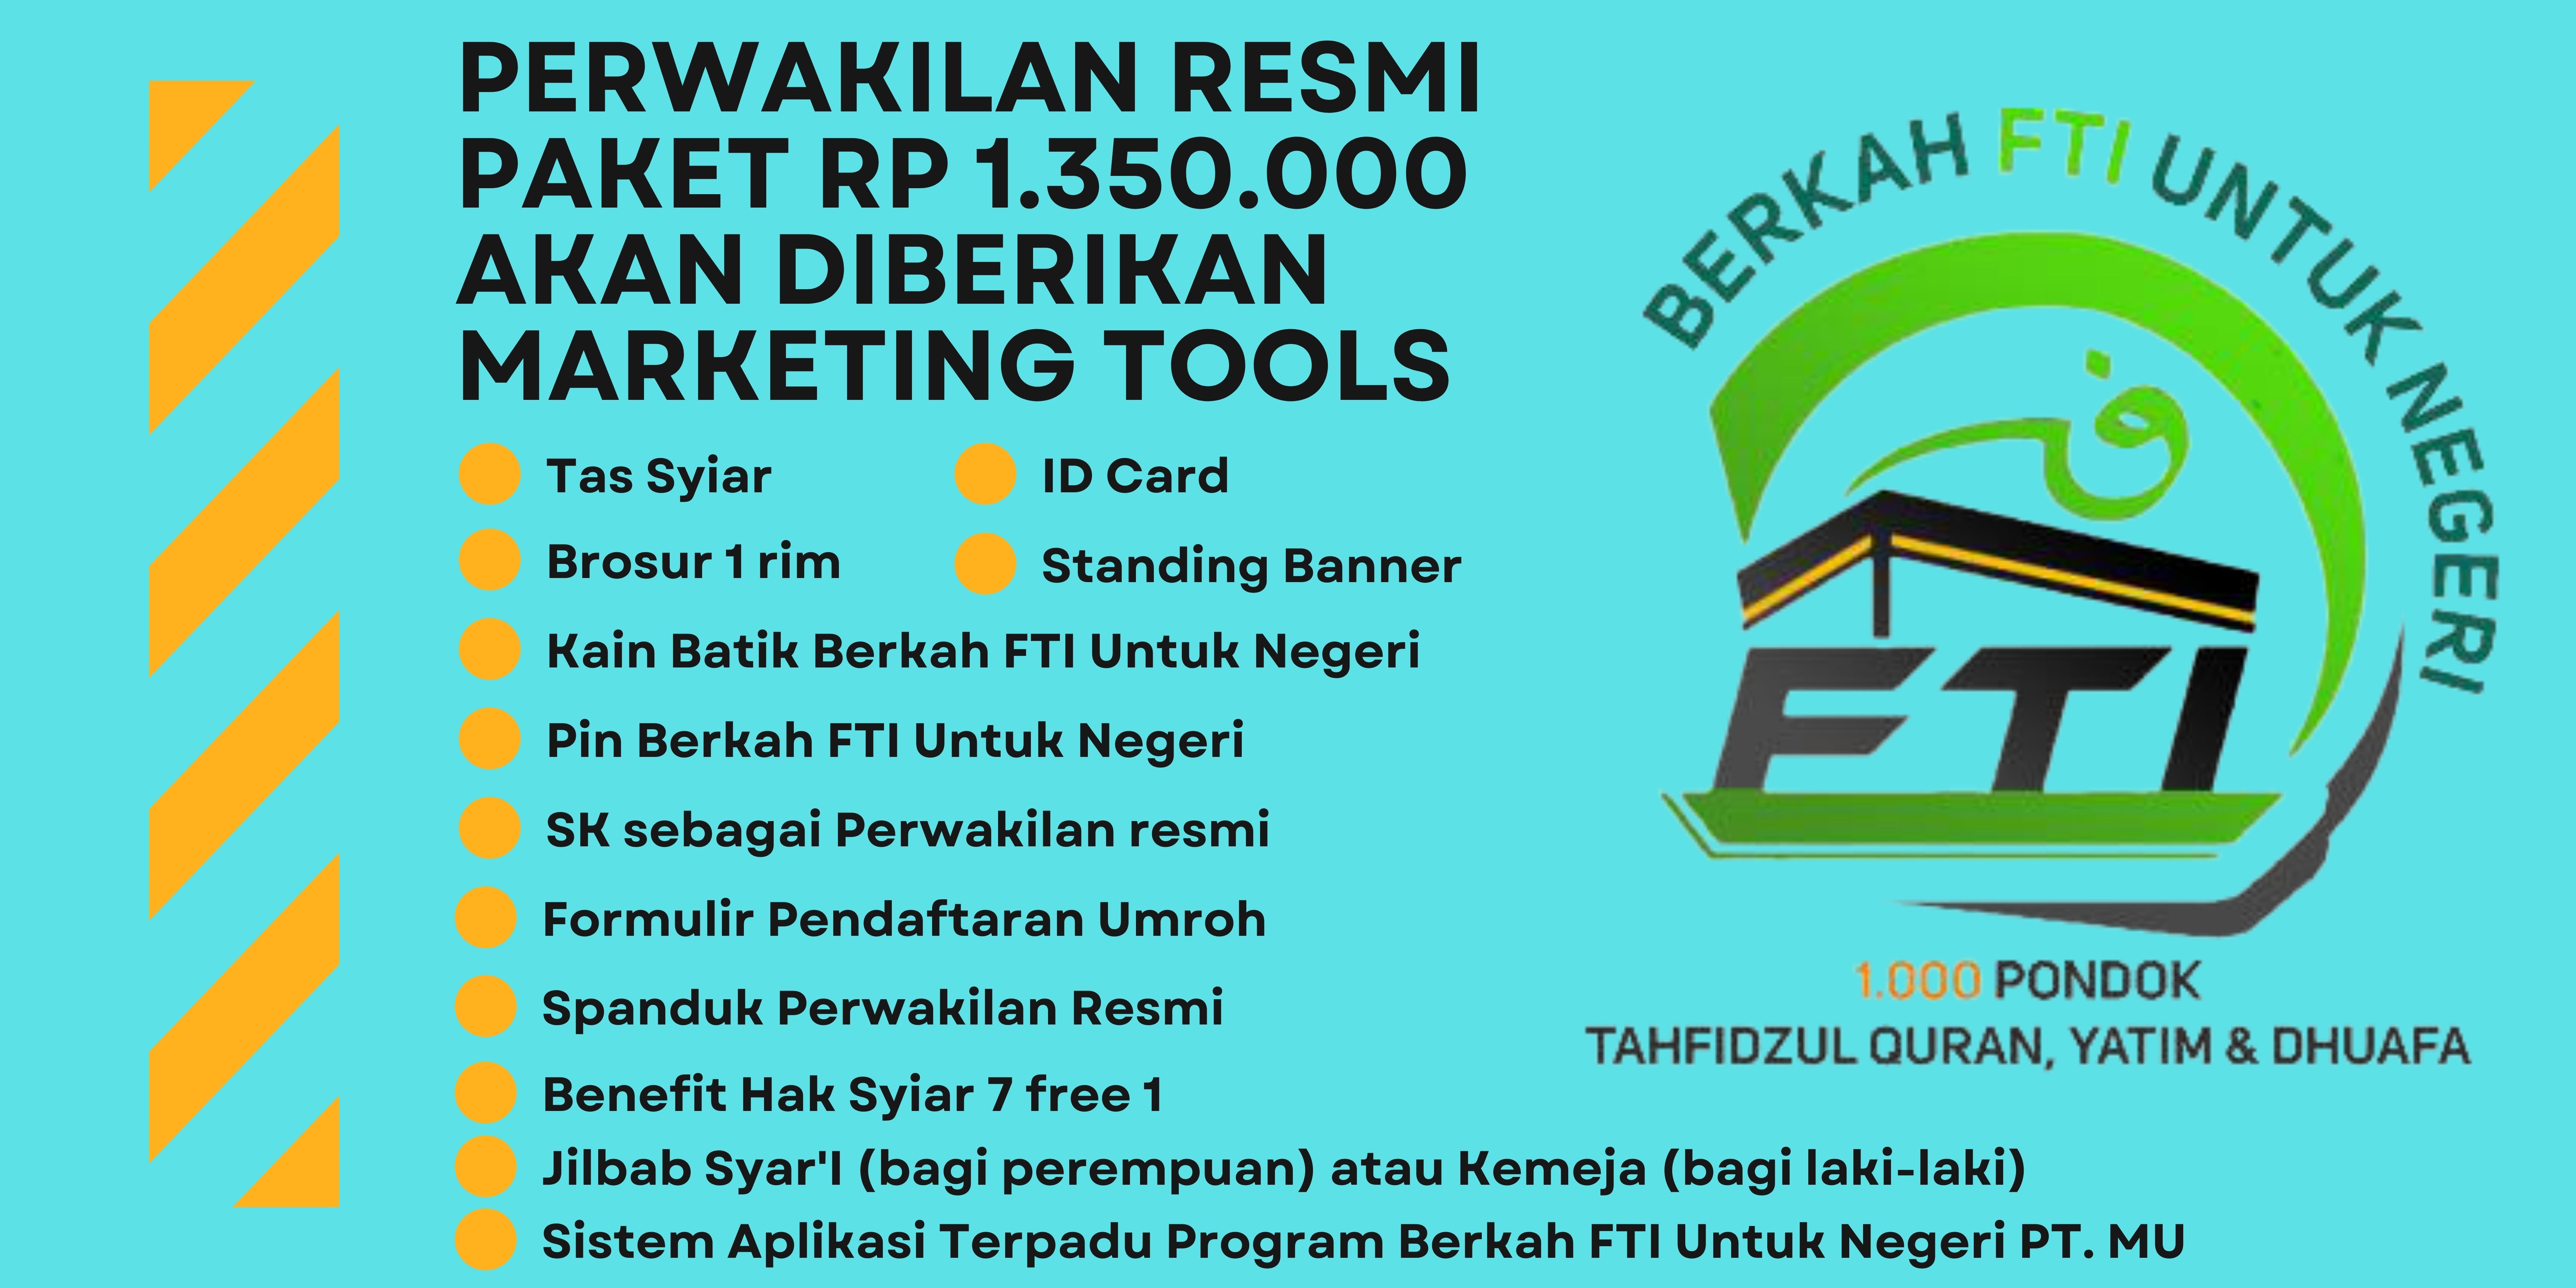 PERWAKILAN RESMI
PAKET RP 1.350.000
AKAN DIBERIKAN
MARKETING TOOLS
Tas Syiar
ID Card
Brosur 1 rim
Standing Banner
Kain Batik Berkah FTI Untuk Negeri
Pin Berkah FTI Untuk Negeri
SK sebagai Perwakilan resmi
Formulir Pendaftaran Umroh
Spanduk Perwakilan Resmi
Benefit Hak Syiar 7 free 1
Jilbab Syar'I (bagi perempuan) atau Kemeja (bagi laki-laki)
Sistem Aplikasi Terpadu Program Berkah FTI Untuk Negeri PT. MU
BERKAH FTI UNTUK NEGERI
ف
FTI
1.000 PONDOK
TAHFIDZUL QURAN, YATIM & DHUAFA